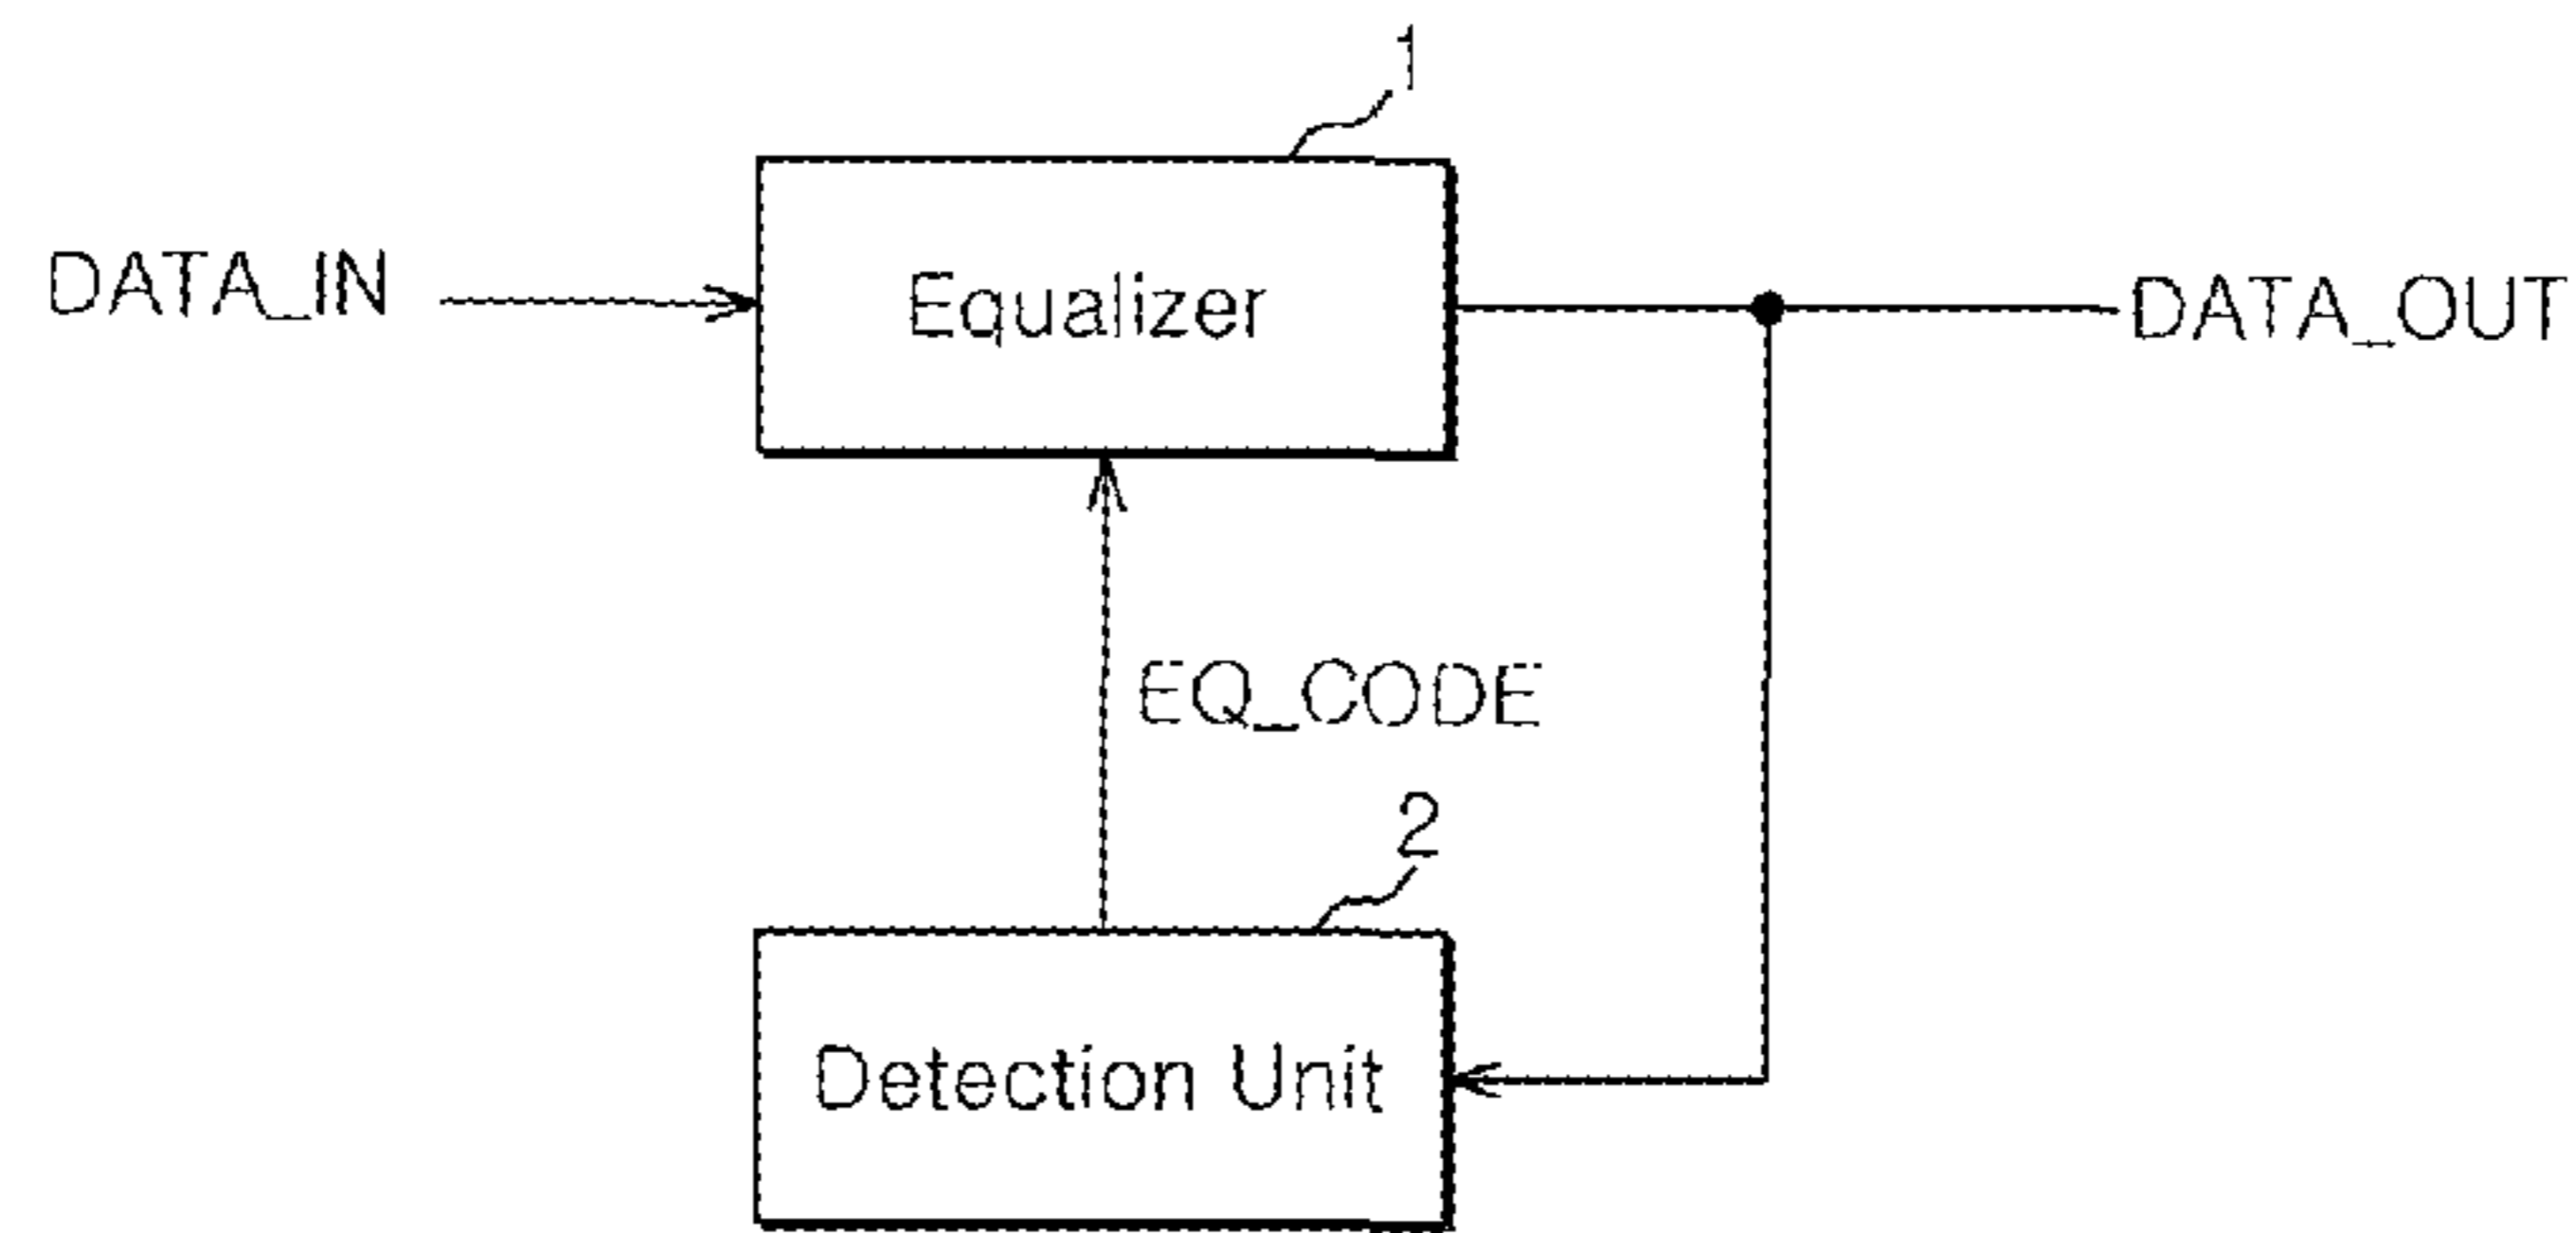 1
DATA_IN
Equalizer
DATA_OUT
EQ_CODE
2
Detection Unit